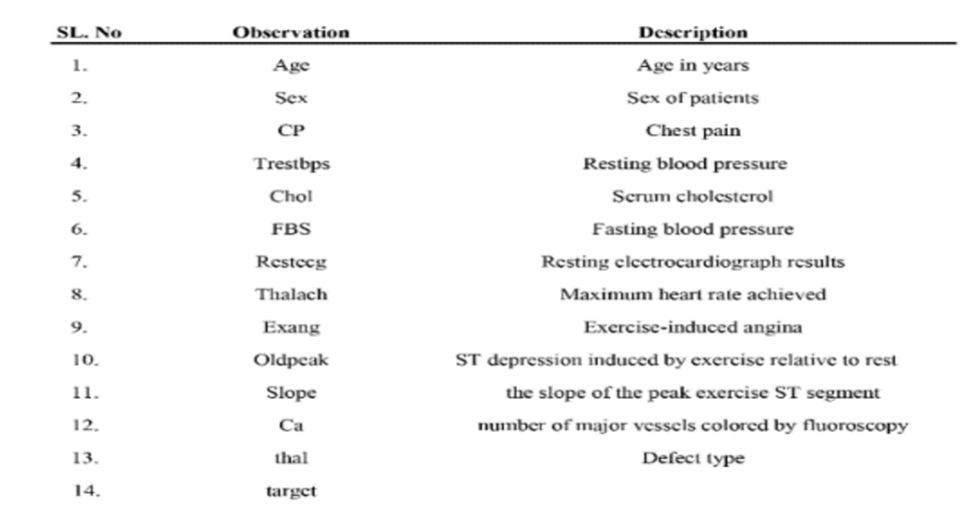 SL. No Observation Description
1. Age Age in years
2. Sex Sex of patients
3. CP Chest pain
4. Trestbps Resting blood pressure
5. Chol Serum cholesterol
6. FBS Fasting blood pressure
7. Restecg Resting electrocardiograph results
8. Thalach Maximum heart rate achieved
9. Exang Exercise-induced angina
10. Oldpeak ST depression induced by exercise relative to rest
11. Slope the slope of the peak exercise ST segment
12. Ca number of major vessels colored by fluoroscopy
13. thal Defect type
14. target